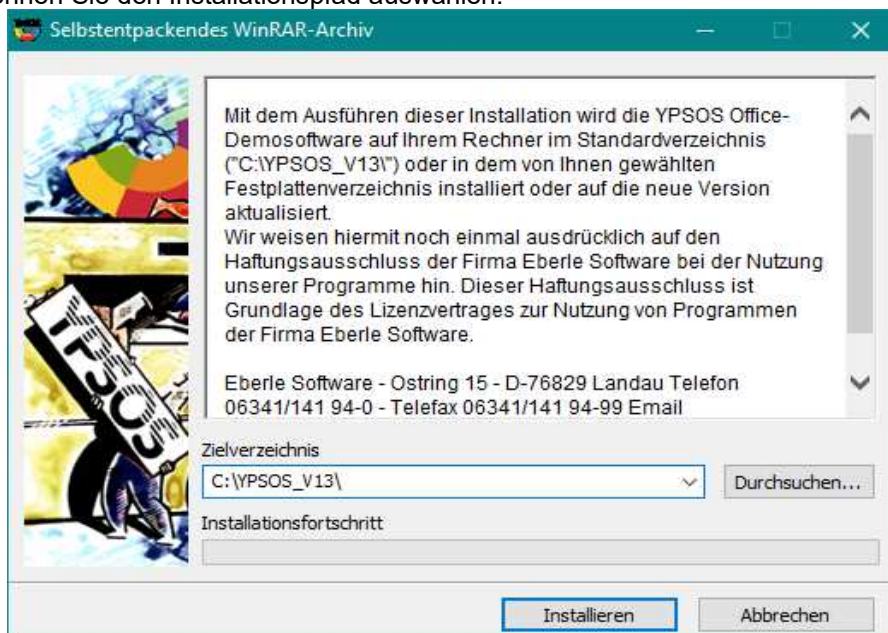 Selbstentpackendes WinRAR-Archiv
Mit dem Ausführen dieser Installation wird die YPSOS Office-
Demosoftware auf Ihrem Rechner im Standardverzeichnis
("C:\YPSOS_V13\") oder in dem von Ihnen gewählten
Festplattenverzeichnis installiert oder auf die neue Version
aktualisiert.
Wir weisen hiermit noch einmal ausdrücklich auf den
Haftungsausschluss der Firma Eberle Software bei der Nutzung
unserer Programme hin. Dieser Haftungsausschluss ist
Grundlage des Lizenzvertrages zur Nutzung von Programmen
der Firma Eberle Software.
Eberle Software - Ostring 15 - D-76829 Landau Telefon
06341/141 94-0 - Telefax 06341/141 94-99 Email
YPSOS
Zielverzeichnis
C:\YPSOS_V13\
Durchsuchen...
Installationsfortschritt
Installieren
Abbrechen